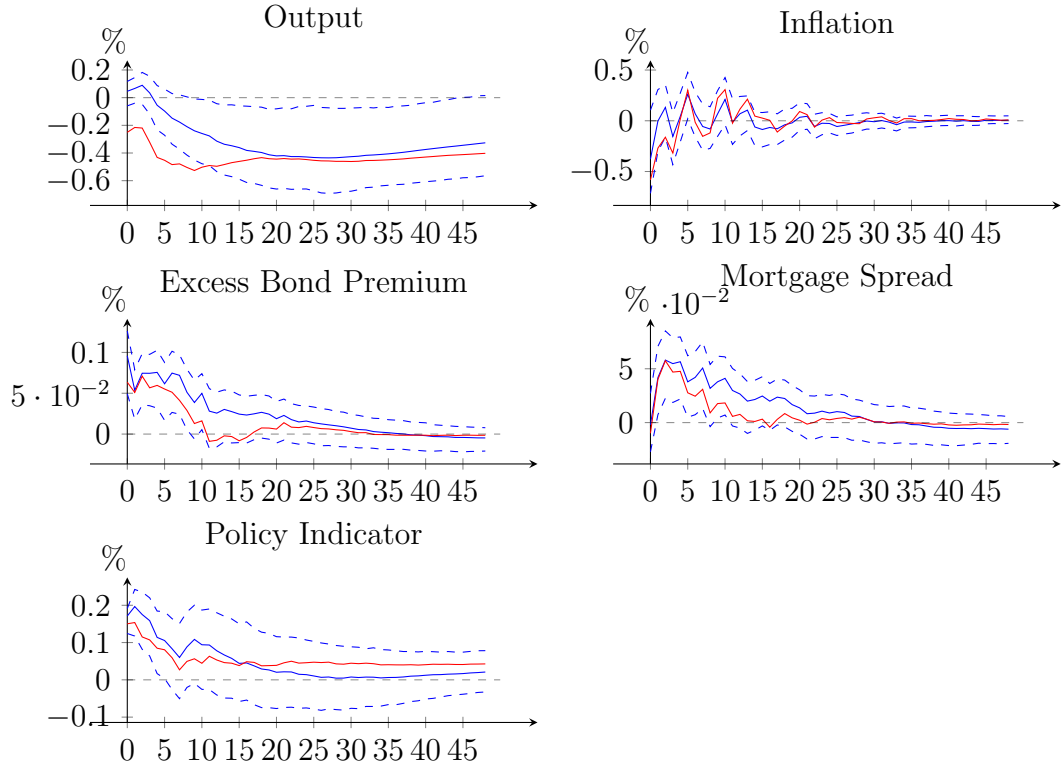 Output
%
0.2
0
−0.2
−0.4
−0.6
0 5 10 15 20 25 30 35 40 45
Inflation
%
0.5
0
−0.5
0 5 10 15 20 25 30 35 40 45
Excess Bond Premium
%
0.1
5 · 10⁻²
0
0 5 10 15 20 25 30 35 40 45
Mortgage Spread
% ·10⁻²
5
0
0 5 10 15 20 25 30 35 40 45
Policy Indicator
%
0.2
0.1
0
−0.1
0 5 10 15 20 25 30 35 40 45